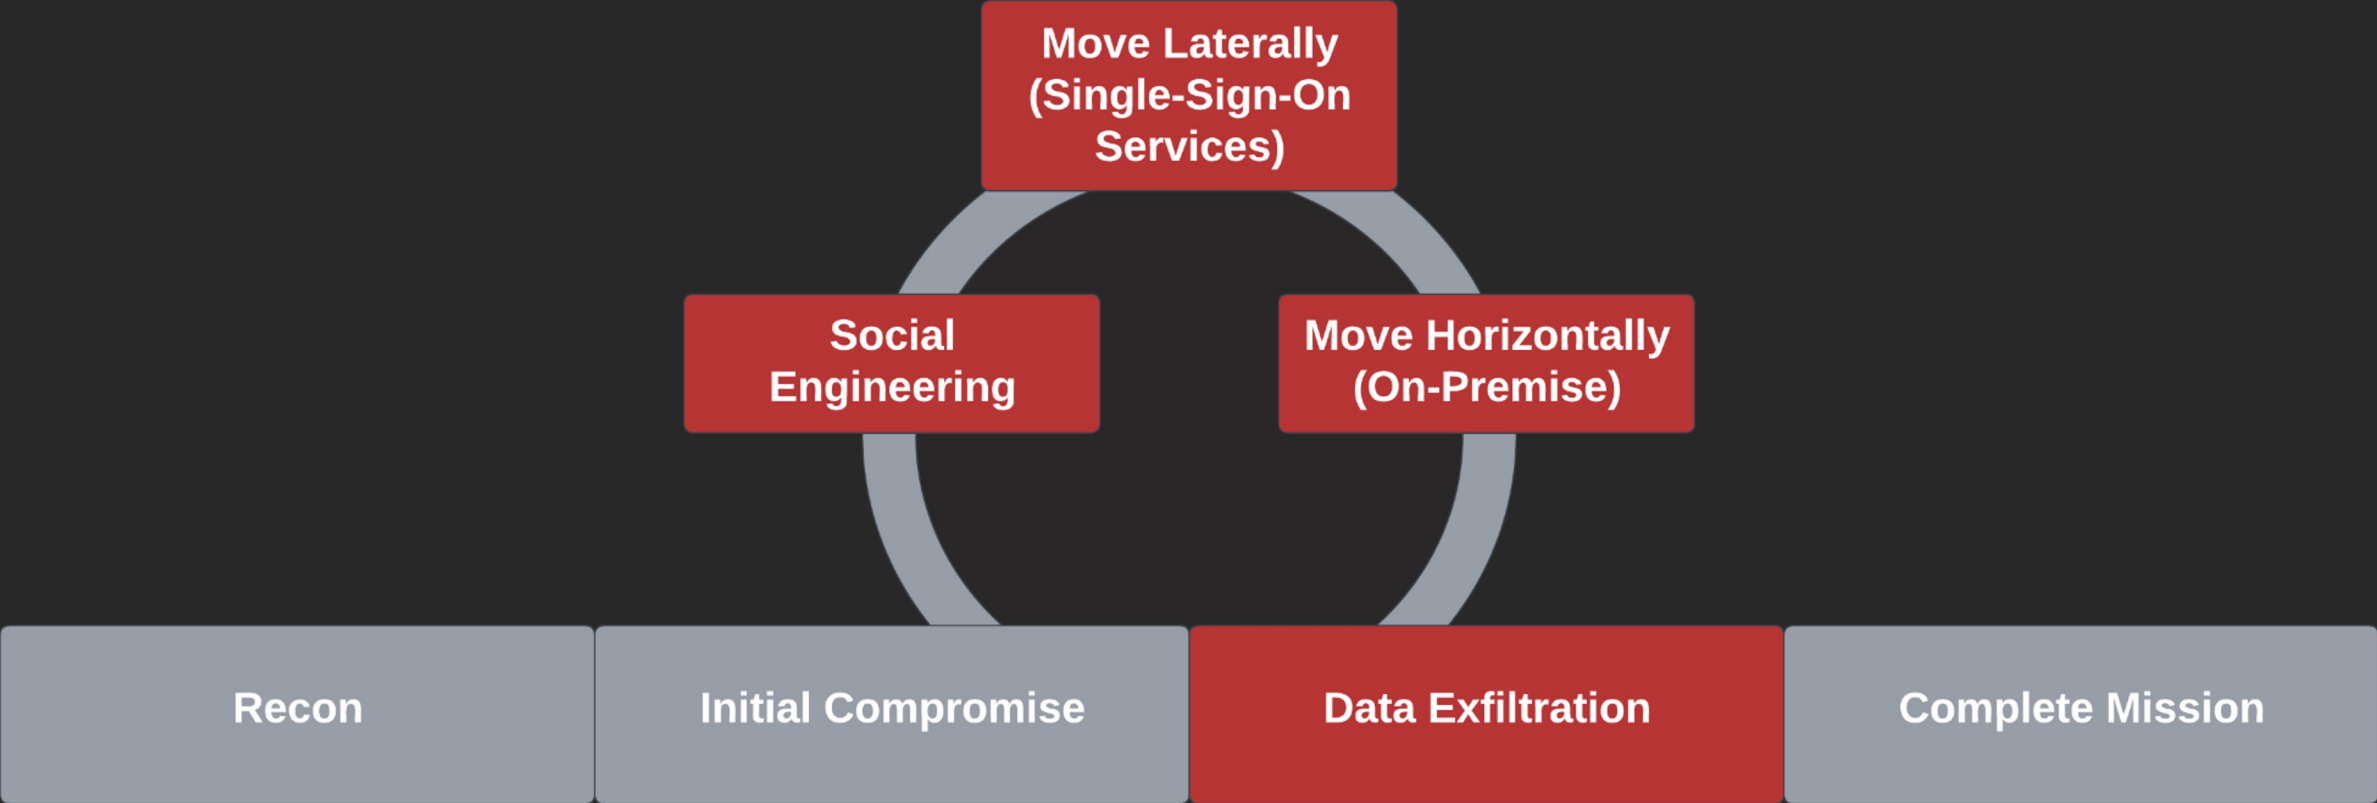 Move Laterally
(Single-Sign-On
Services)
Social
Engineering
Move Horizontally
(On-Premise)
Recon
Initial Compromise
Data Exfiltration
Complete Mission